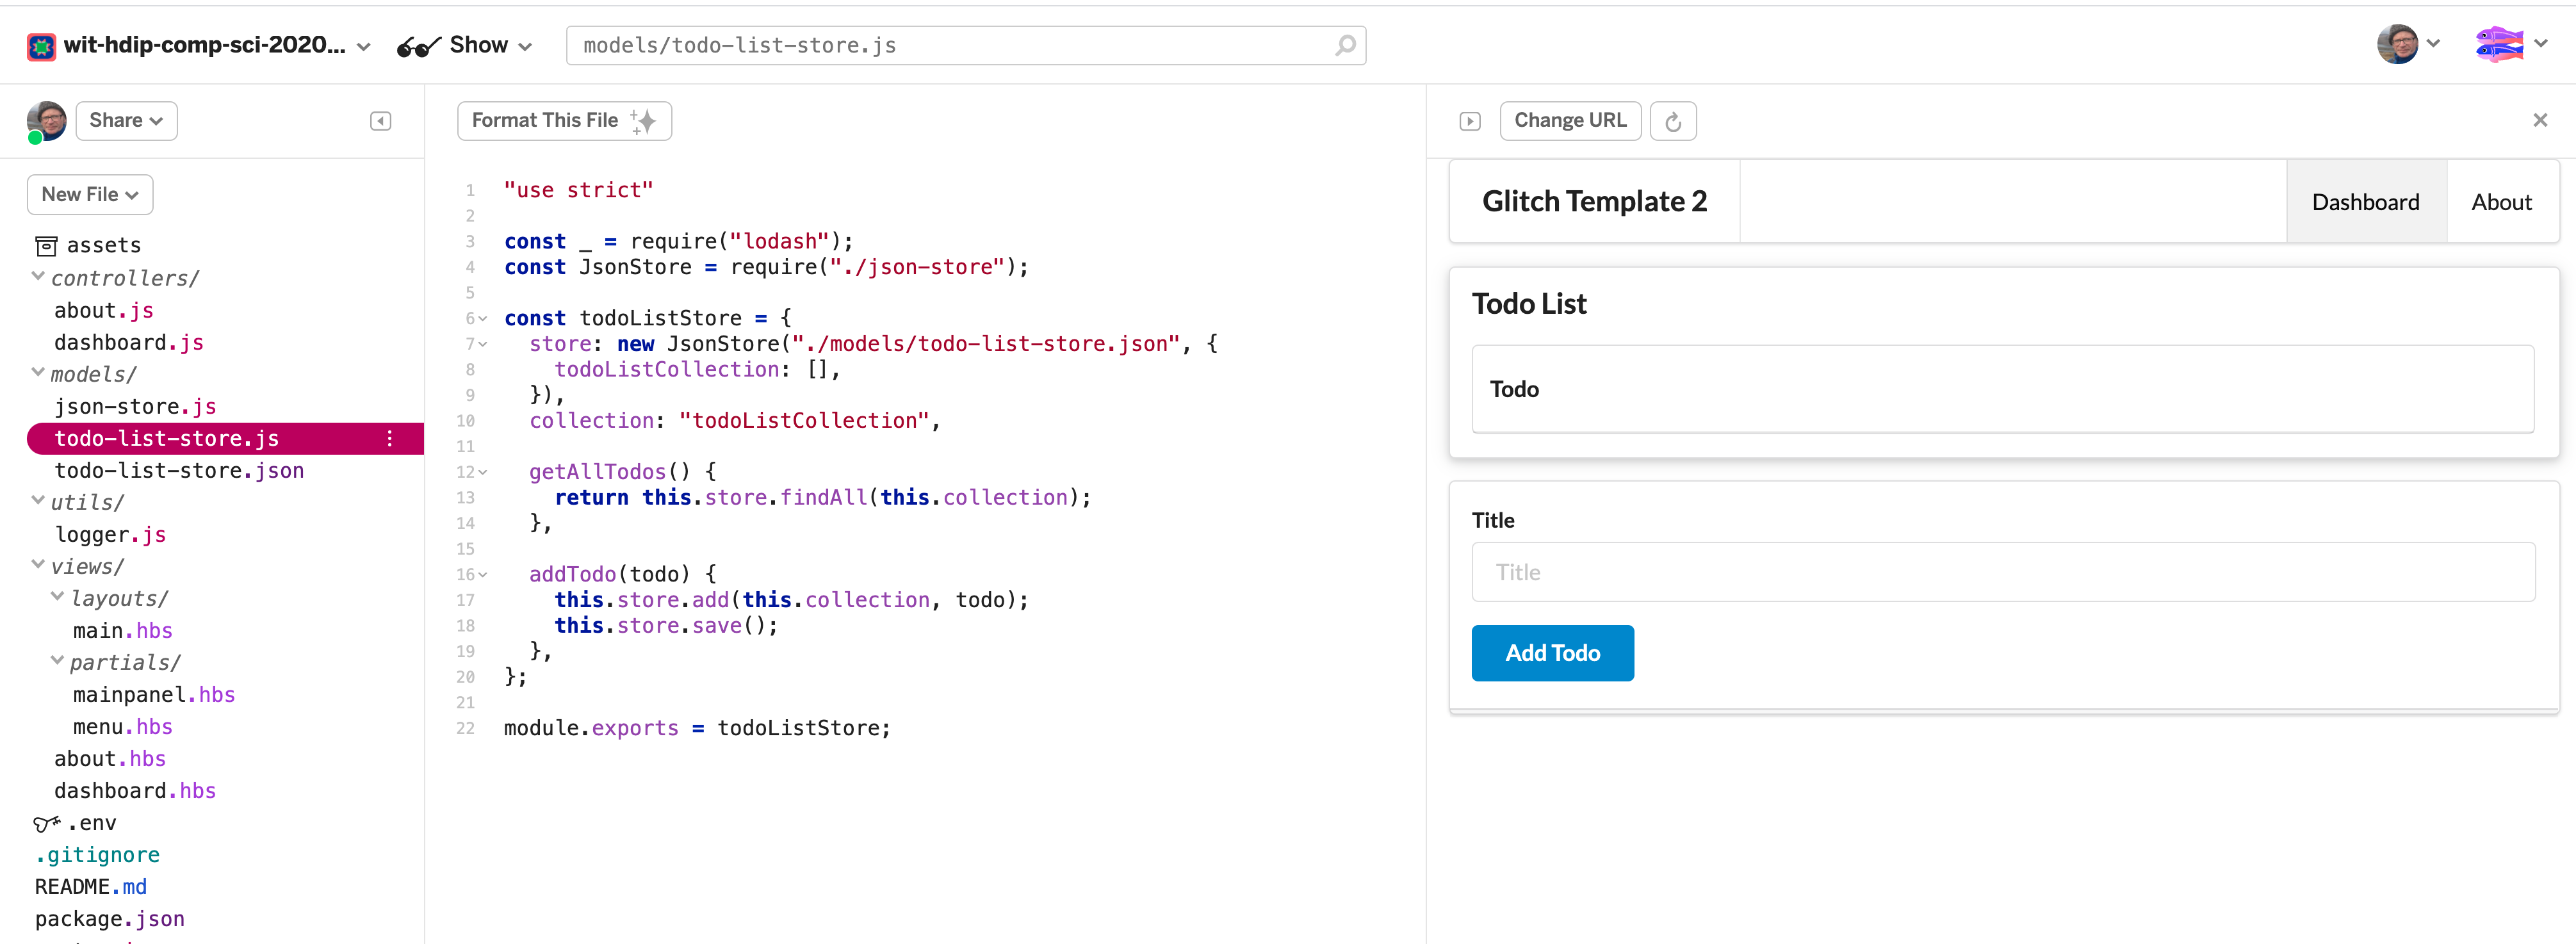 wit-hdip-comp-sci-2020... Show models/todo-list-store.js
Share
New File
assets
controllers/
about.js
dashboard.js
models/
json-store.js
todo-list-store.js
todo-list-store.json
utils/
logger.js
views/
layouts/
main.hbs
partials/
mainpanel.hbs
menu.hbs
about.hbs
dashboard.hbs
.env
.gitignore
README.md
package.json
Format This File
1 "use strict"
2
3 const _ = require("lodash");
4 const JsonStore = require("./json-store");
5
6 const todoListStore = {
7 store: new JsonStore("./models/todo-list-store.json", {
8 todoListCollection: [],
9 }),
10 collection: "todoListCollection",
11
12 getAllTodos() {
13 return this.store.findAll(this.collection);
14 },
15
16 addTodo(todo) {
17 this.store.add(this.collection, todo);
18 this.store.save();
19 },
20 };
21
22 module.exports = todoListStore;
Change URL
Glitch Template 2 Dashboard About
Todo List
Todo
Title
Title
Add Todo